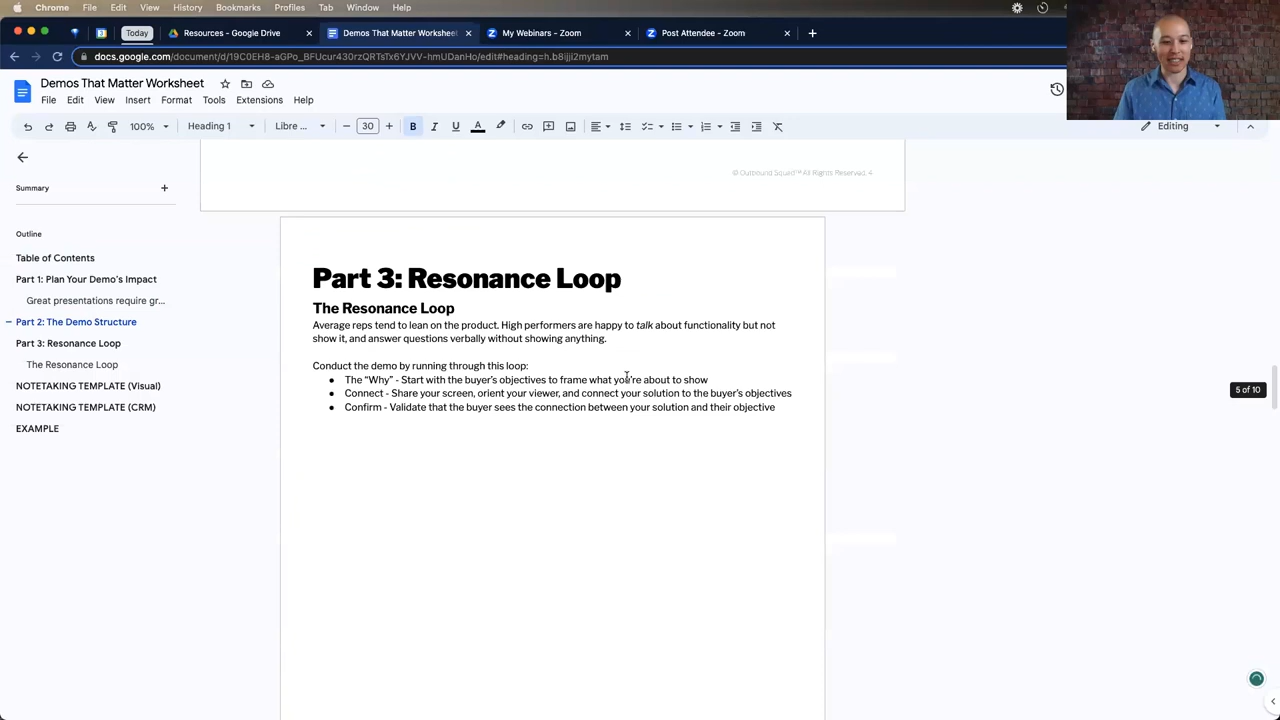 Chrome File Edit View History Bookmarks Profiles Tab Window Help
Today
Resources - Google Drive
Demos That Matter Worksheet
My Webinars - Zoom
Post Attendee - Zoom
docs.google.com/document/d/19C0EH8-aGPo_BFUcur430rzQRTsTx6YJVV-hmUDanHo/edit#heading=h.b8ijji2mytam
Demos That Matter Worksheet
File Edit View Insert Format Tools Extensions Help
100% Heading 1 Libre ... 30 B I U A Editing
Summary
Outline
Table of Contents
Part 1: Plan Your Demo's Impact
Great presentations require gr...
Part 2: The Demo Structure
Part 3: Resonance Loop
The Resonance Loop
NOTETAKING TEMPLATE (Visual)
NOTETAKING TEMPLATE (CRM)
EXAMPLE
© Outbound Squad™ All Rights Reserved. 4
Part 3: Resonance Loop
The Resonance Loop
Average reps tend to lean on the product. High performers are happy to talk about functionality but not
show it, and answer questions verbally without showing anything.
Conduct the demo by running through this loop:
● The “Why” - Start with the buyer’s objectives to frame what you’re about to show
● Connect - Share your screen, orient your viewer, and connect your solution to the buyer’s objectives
● Confirm - Validate that the buyer sees the connection between your solution and their objective
5 of 10